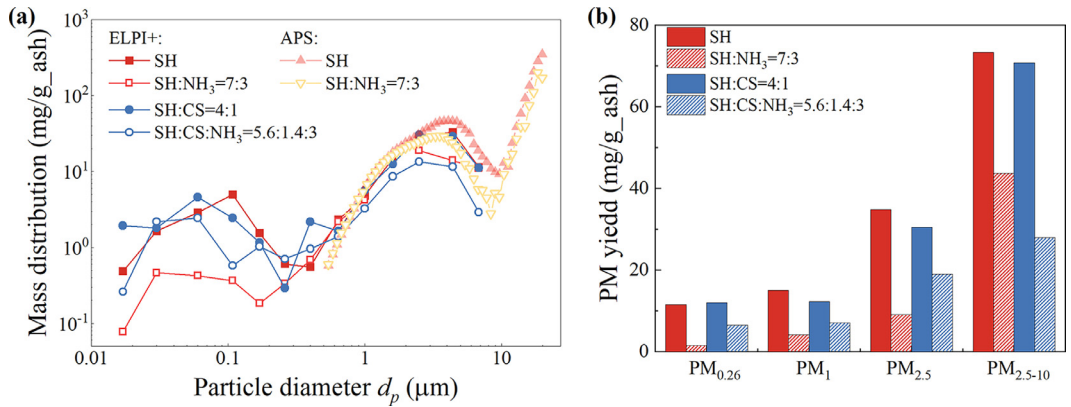 (a)
Mass distribution (mg/g_ash)
10³
10²
10¹
10⁰
10⁻¹
ELPI+:
SH
SH:NH₃=7:3
SH:CS=4:1
SH:CS:NH₃=5.6:1.4:3
APS:
SH
SH:NH₃=7:3
0.01 0.1 1 10
Particle diameter dₚ (μm)
(b)
PM yiedd (mg/g_ash)
80
60
40
20
0
SH
SH:NH₃=7:3
SH:CS=4:1
SH:CS:NH₃=5.6:1.4:3
PM₀.₂₆ PM₁ PM₂.₅ PM₂.₅₋₁₀